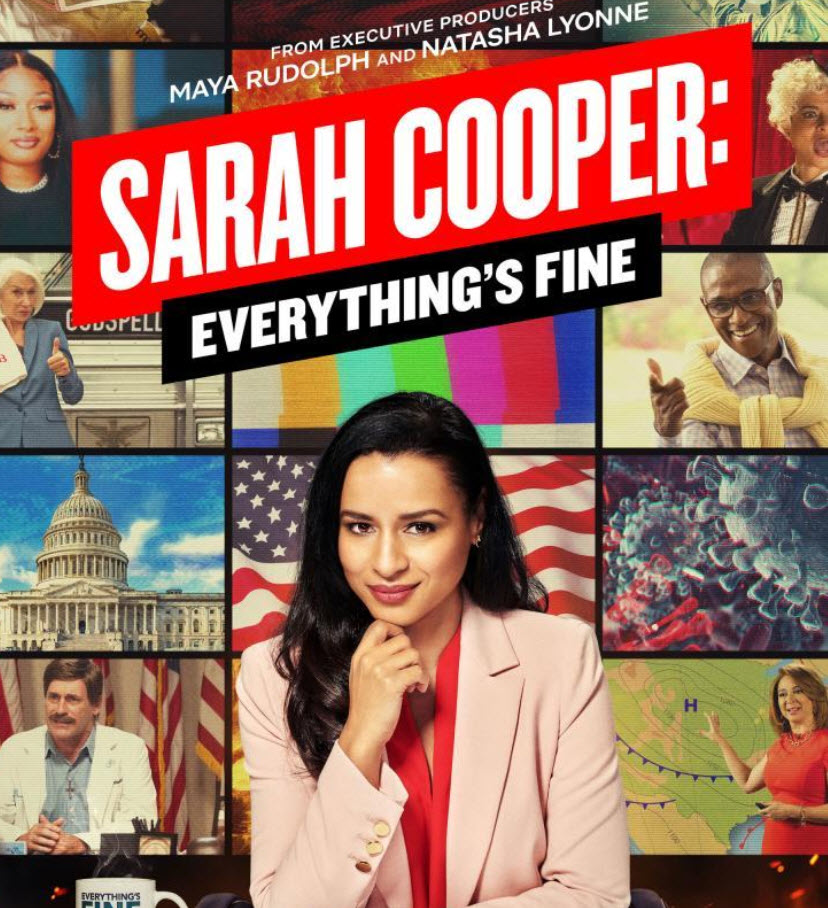 FROM EXECUTIVE PRODUCERS
MAYA RUDOLPH AND NATASHA LYONNE
SARAH COOPER:
EVERYTHING'S FINE
GODSPELL
H
EVERYTHING'S
FINE